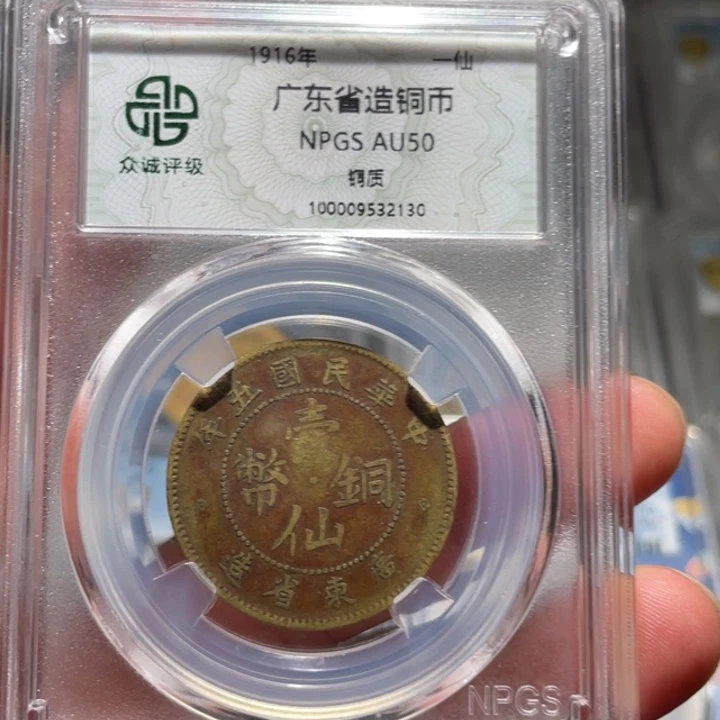 1916年 一仙
广东省造铜币
NPGS AU50
铜质
100009532130
众诚评级
中華民國五年
壹仙
銅幣
廣東省造
NPGS